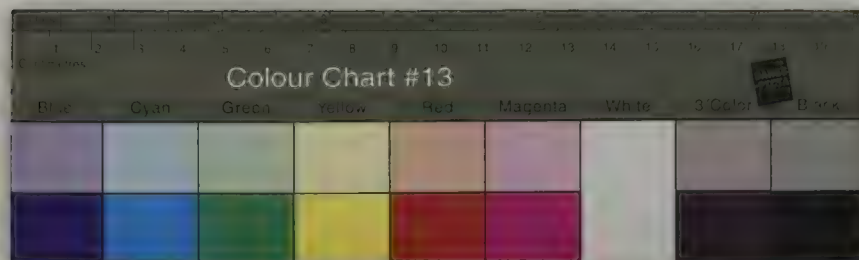 1 2 3 4 5 6 7 8 9 10 11 12 13 14 15 16 17 18 19
Colour Chart #13
Blue Cyan Green Yellow Red Magenta White 3/Color Black